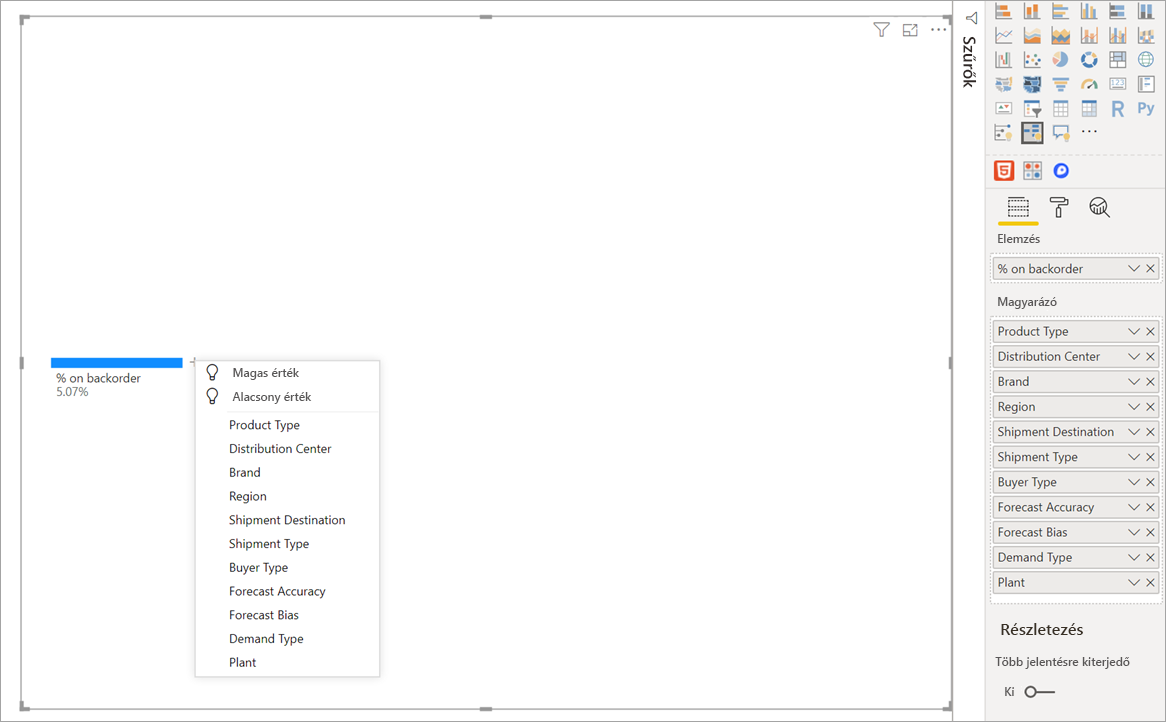 % on backorder
5.07%
Magas érték
Alacsony érték
Product Type
Distribution Center
Brand
Region
Shipment Destination
Shipment Type
Buyer Type
Forecast Accuracy
Forecast Bias
Demand Type
Plant
Szűrők
123
R
Py
5
Elemzés
% on backorder
Magyarázó
Product Type
Distribution Center
Brand
Region
Shipment Destination
Shipment Type
Buyer Type
Forecast Accuracy
Forecast Bias
Demand Type
Plant
Részletezés
Több jelentésre kiterjedő
Ki